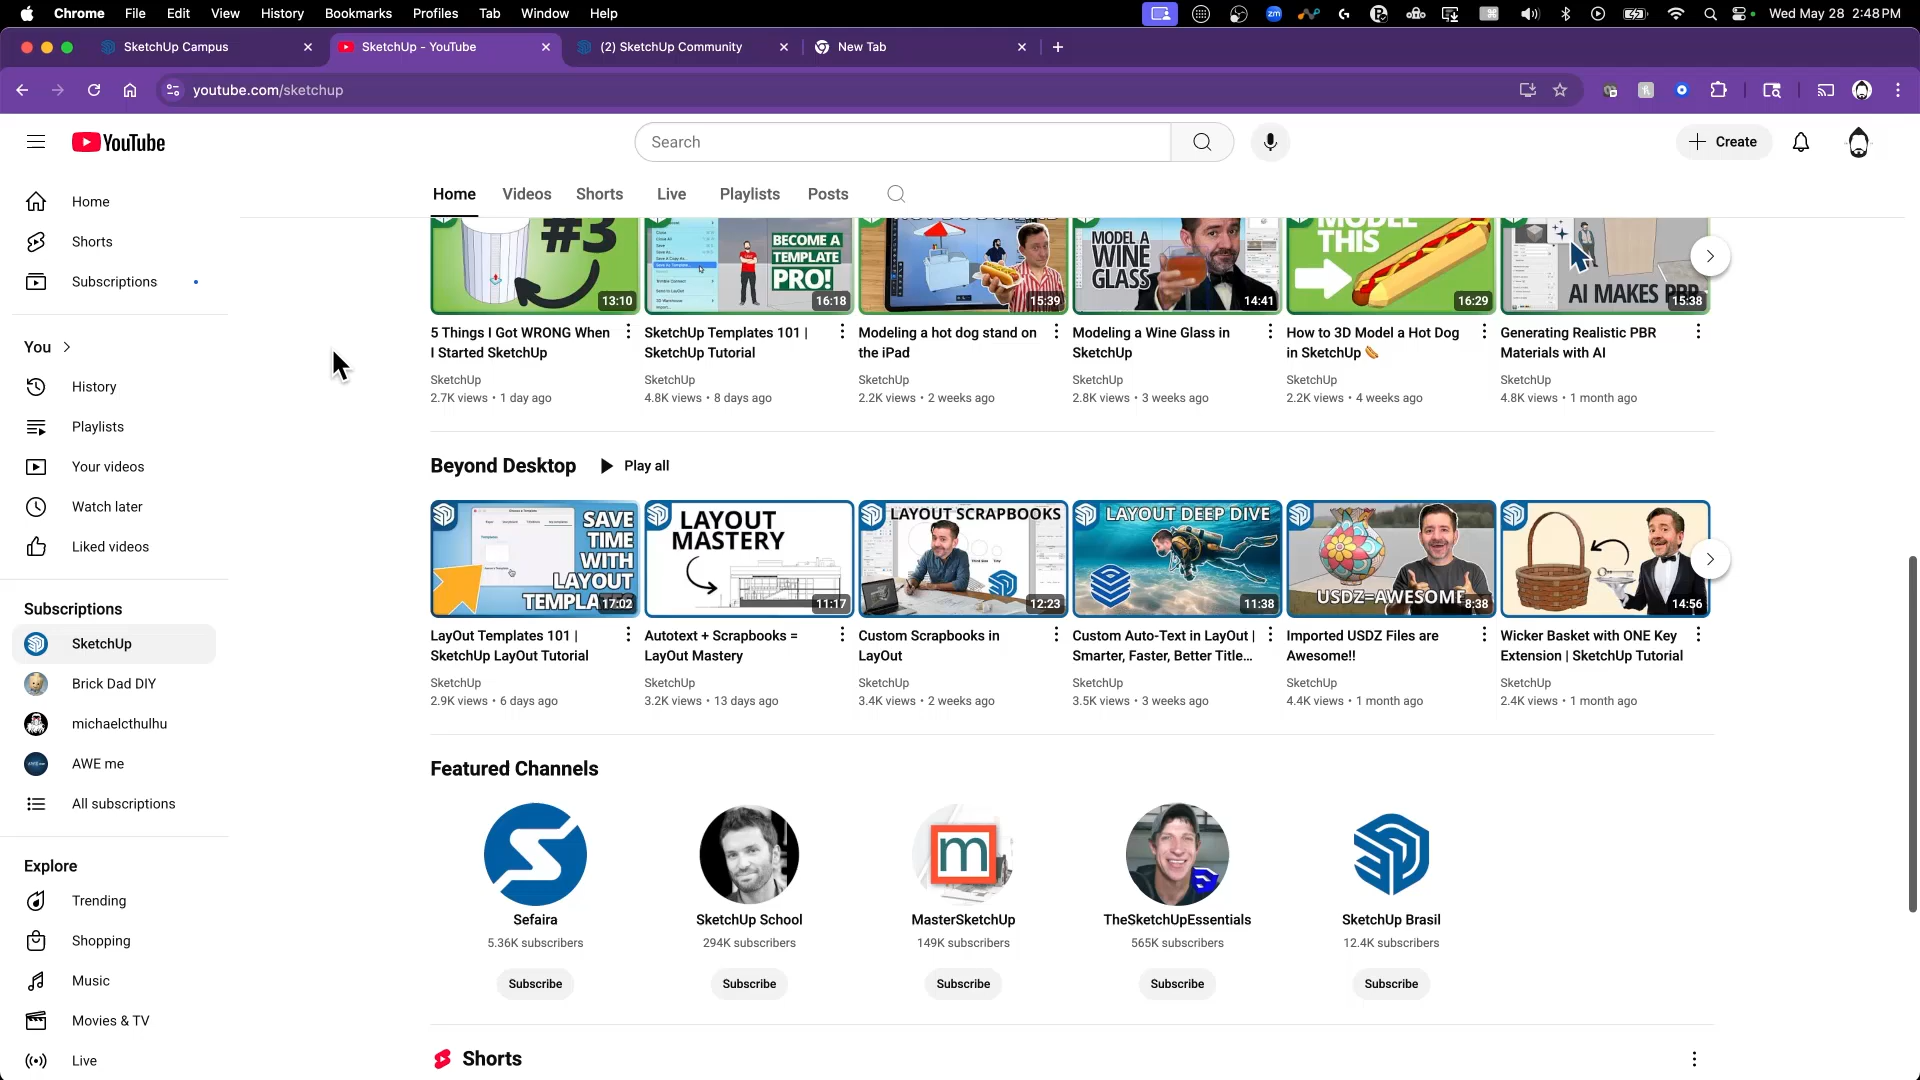 Chrome File Edit View History Bookmarks Profiles Tab Window Help
zm
Wed May 28 2:48 PM
SketchUp Campus
SketchUp - YouTube
(2) SketchUp Community
New Tab
youtube.com/sketchup
YouTube
Search
Create
Home Videos Shorts Live Playlists Posts
Home
Shorts
Subscriptions
You
History
Playlists
Your videos
Watch later
Liked videos
Subscriptions
SketchUp
Brick Dad DIY
michaelcthulhu
AWE me
All subscriptions
Explore
Trending
Shopping
Music
Movies & TV
Live
#3
13:10
BECOME A
TEMPLATE
PRO!
16:18
15:39
MODEL A
WINE
GLASS
14:41
MODEL
THIS
16:29
AI MAKES PBR
15:38
5 Things I Got WRONG When
I Started SketchUp
SketchUp
2.7K views • 1 day ago
SketchUp Templates 101 |
SketchUp Tutorial
SketchUp
4.8K views • 8 days ago
Modeling a hot dog stand on
the iPad
SketchUp
2.2K views • 2 weeks ago
Modeling a Wine Glass in
SketchUp
SketchUp
2.8K views • 3 weeks ago
How to 3D Model a Hot Dog
in SketchUp 🌭
SketchUp
2.2K views • 4 weeks ago
Generating Realistic PBR
Materials with AI
SketchUp
4.8K views • 1 month ago
Beyond Desktop Play all
SAVE
TIME
WITH
LAYOUT
17:02
LAYOUT
MASTERY
11:17
LAYOUT SCRAPBOOKS
12:23
LAYOUT DEEP DIVE
11:38
USDZ=AWESOME
8:38
14:56
LayOut Templates 101 |
SketchUp LayOut Tutorial
SketchUp
2.9K views • 6 days ago
Autotext + Scrapbooks =
LayOut Mastery
SketchUp
3.2K views • 13 days ago
Custom Scrapbooks in
LayOut
SketchUp
3.4K views • 2 weeks ago
Custom Auto-Text in LayOut |
Smarter, Faster, Better Title...
SketchUp
3.5K views • 3 weeks ago
Imported USDZ Files are
Awesome!!
SketchUp
4.4K views • 1 month ago
Wicker Basket with ONE Key
Extension | SketchUp Tutorial
SketchUp
2.4K views • 1 month ago
Featured Channels
Sefaira
5.36K subscribers
Subscribe
SketchUp School
294K subscribers
Subscribe
m
MasterSketchUp
149K subscribers
Subscribe
TheSketchUpEssentials
565K subscribers
Subscribe
SketchUp Brasil
12.4K subscribers
Subscribe
Shorts